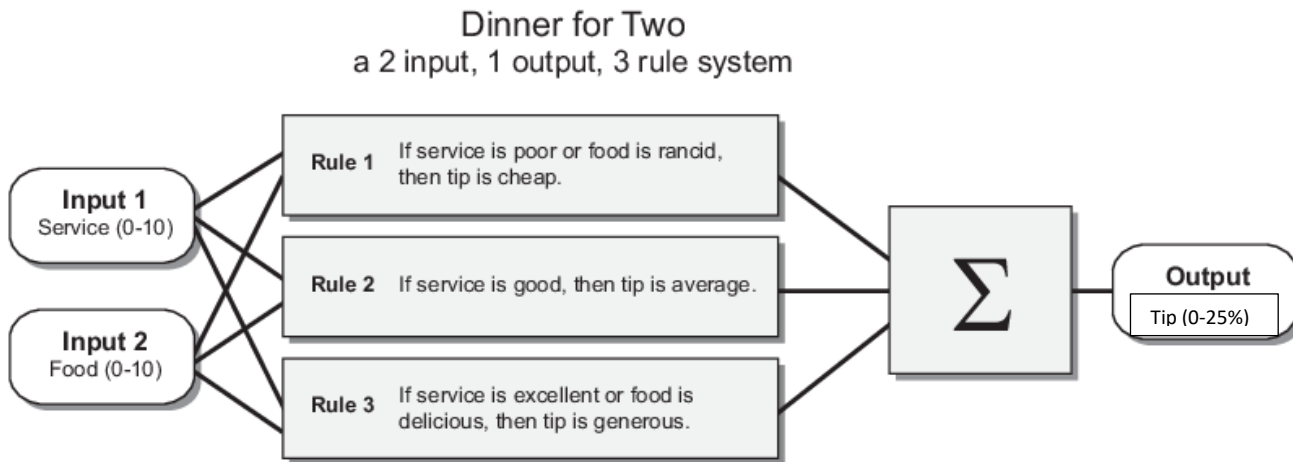 Dinner for Two
a 2 input, 1 output, 3 rule system
Input 1
Service (0-10)
Input 2
Food (0-10)
Rule 1 If service is poor or food is rancid,
then tip is cheap.
Rule 2 If service is good, then tip is average.
Rule 3 If service is excellent or food is
delicious, then tip is generous.
Σ
Output
Tip (0-25%)